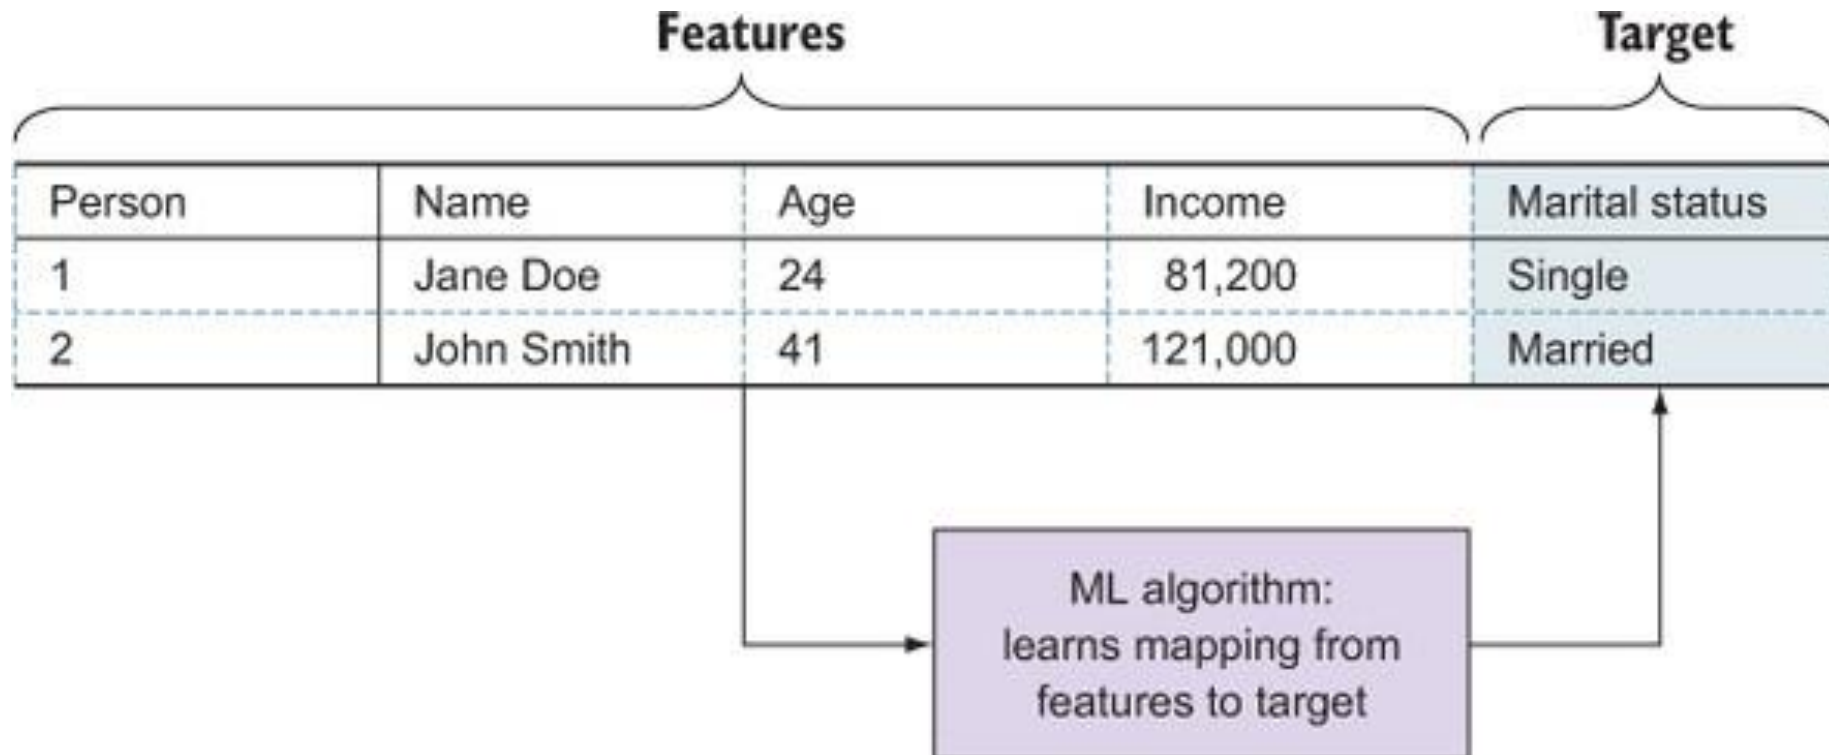 Features Target
Person Name Age Income Marital status
1 Jane Doe 24 81,200 Single
2 John Smith 41 121,000 Married
ML algorithm:
learns mapping from
features to target